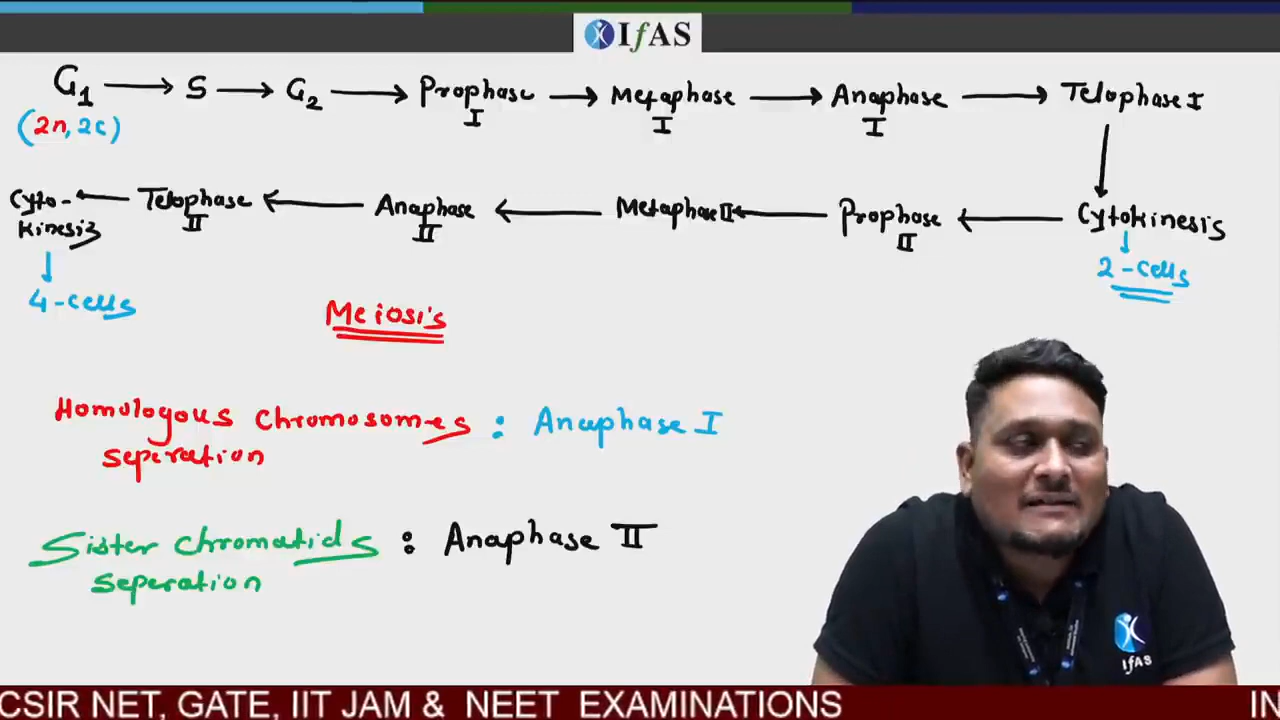 IfAS
G1 → S → G2 → Prophase I → Metaphase I → Anaphase I → Telophase I
(2n, 2c)
Cytokinesis ← Telophase II ← Anaphase II ← Metaphase II ← Prophase II ← Cytokinesis
Cyto-
kinesis
2-cells
4-cells
Meiosis
Homologous chromosomes : Anaphase I
seperation
Sister chromatids : Anaphase II
seperation
IfAS
CSIR NET, GATE, IIT JAM & NEET EXAMINATIONS
IN